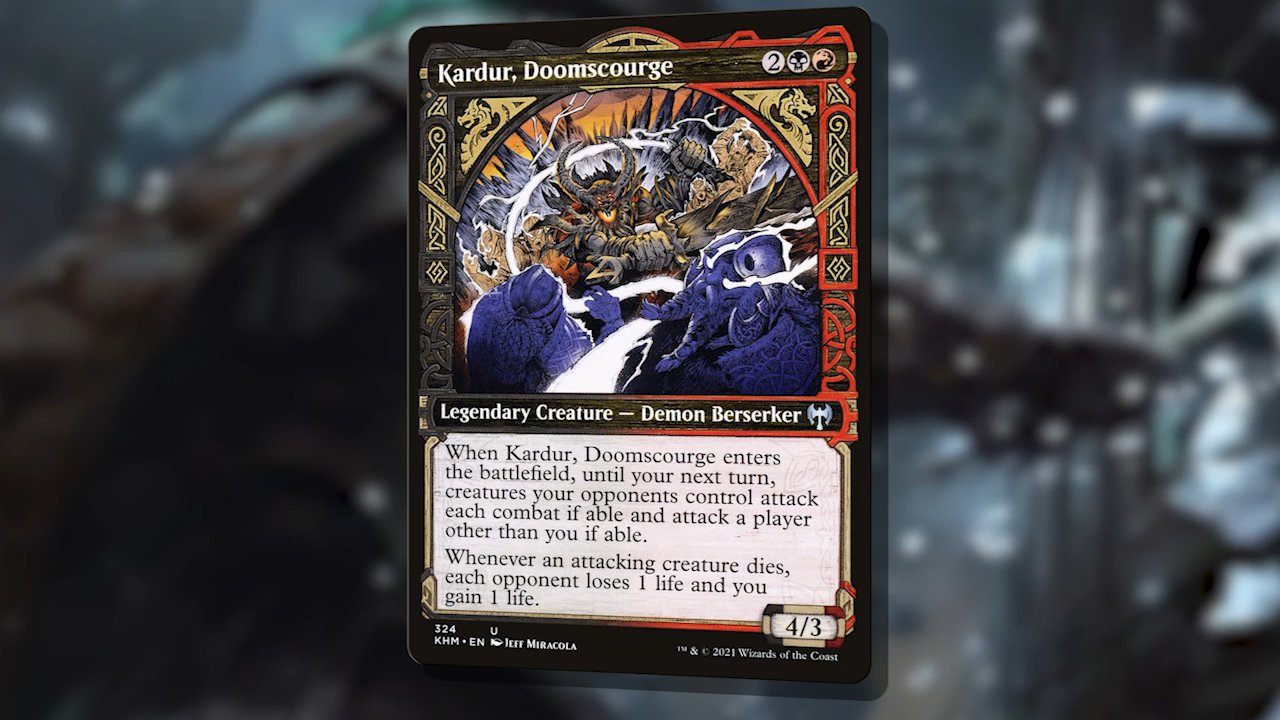 Kardur, Doomscourge 2
Legendary Creature — Demon Berserker
When Kardur, Doomscourge enters
the battlefield, until your next turn,
creatures your opponents control attack
each combat if able and attack a player
other than you if able.
Whenever an attacking creature dies,
each opponent loses 1 life and you
gain 1 life.
4/3
324 U
KHM • EN Jeff Miracola
™ & © 2021 Wizards of the Coast